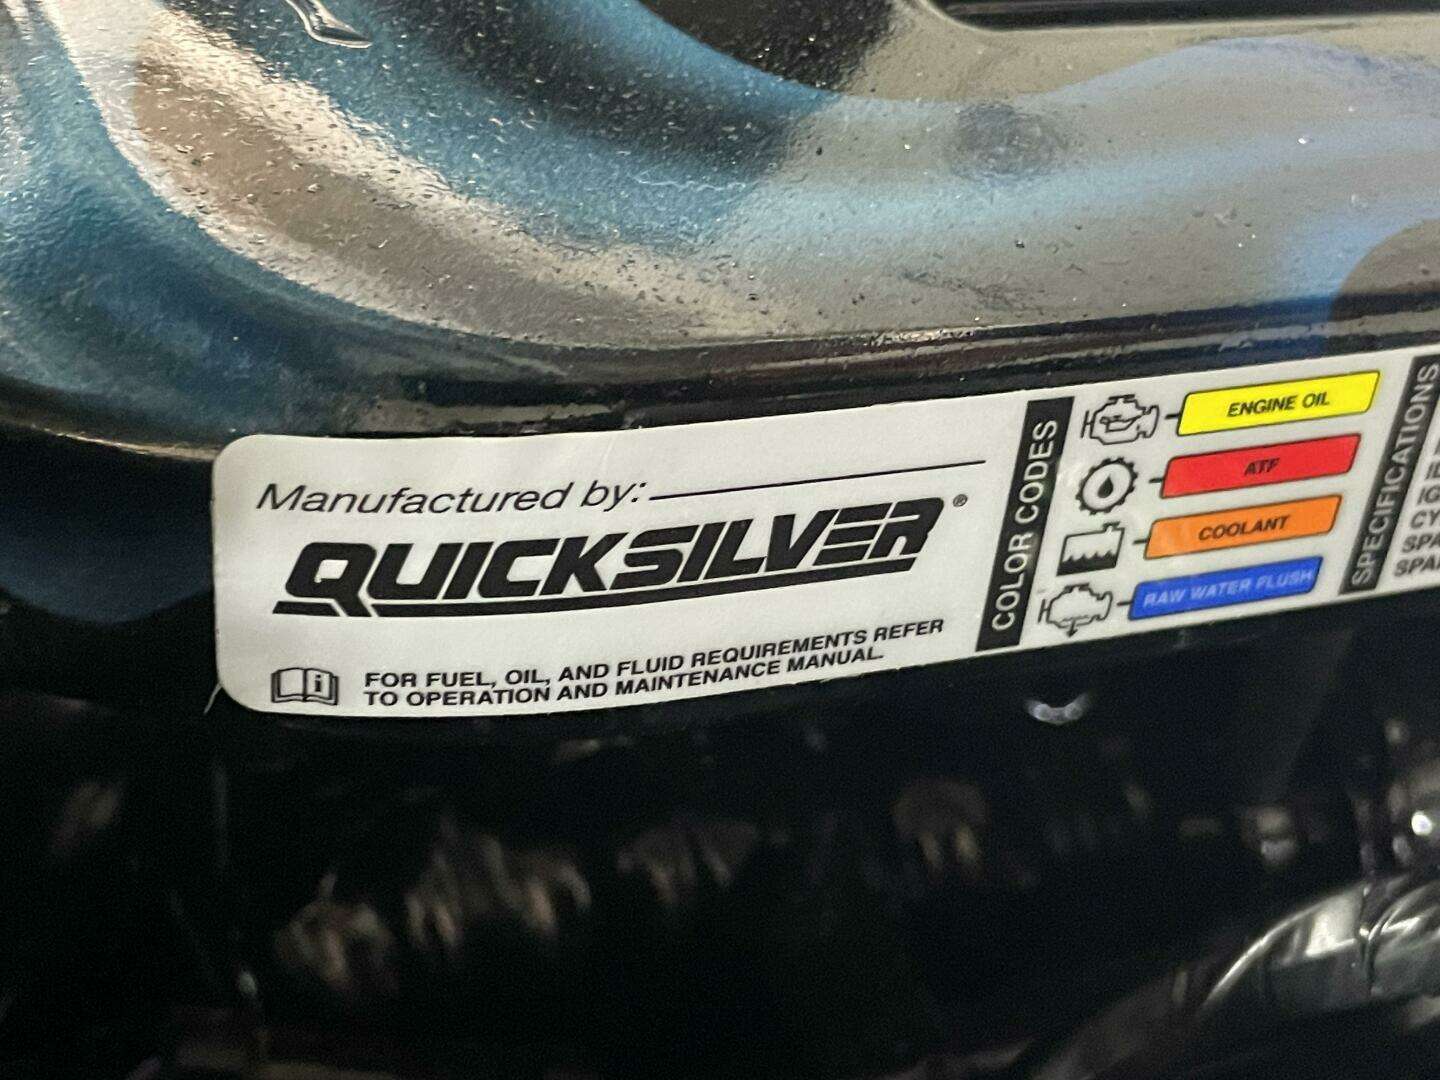 Manufactured by:
QUICKSILVER®
FOR FUEL, OIL, AND FLUID REQUIREMENTS REFER
TO OPERATION AND MAINTENANCE MANUAL.
COLOR CODES
ENGINE OIL
ATF
COOLANT
RAW WATER FLUSH
SPECIFICATIONS